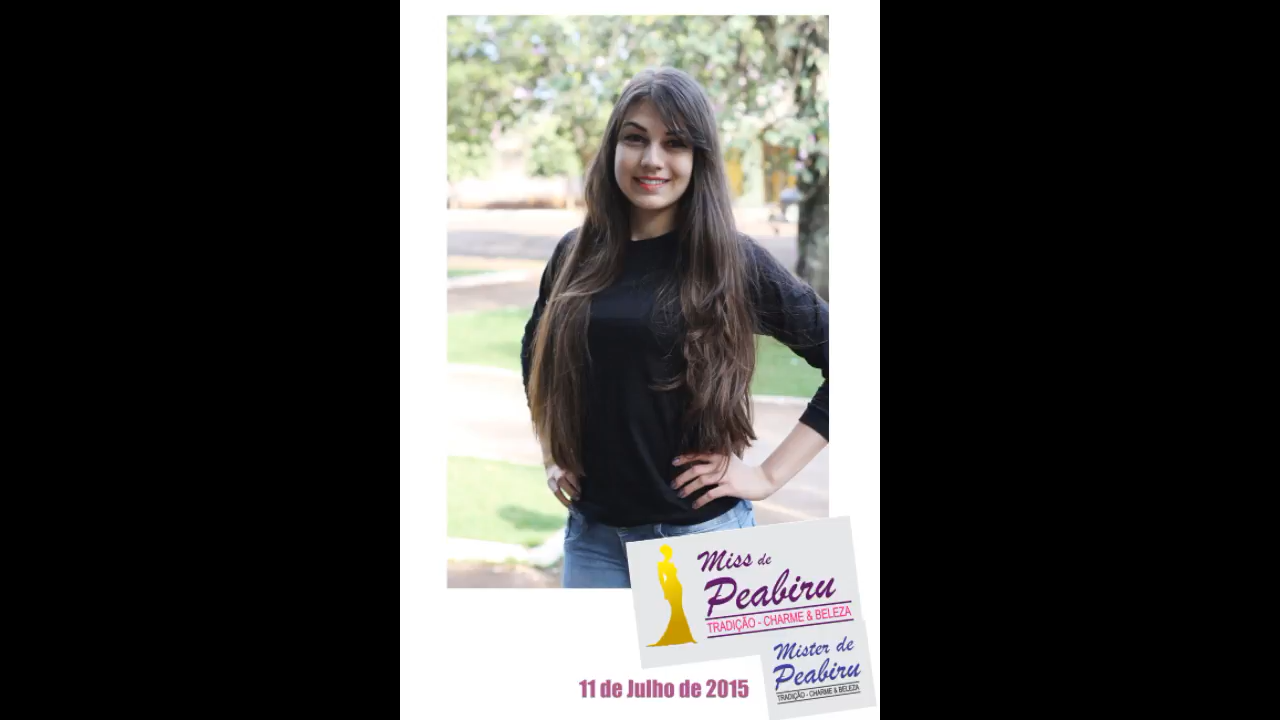 Miss de
Peabiru
TRADIÇÃO - CHARME & BELEZA
Mister de
Peabiru
TRADIÇÃO - CHARME & BELEZA
11 de Julho de 2015